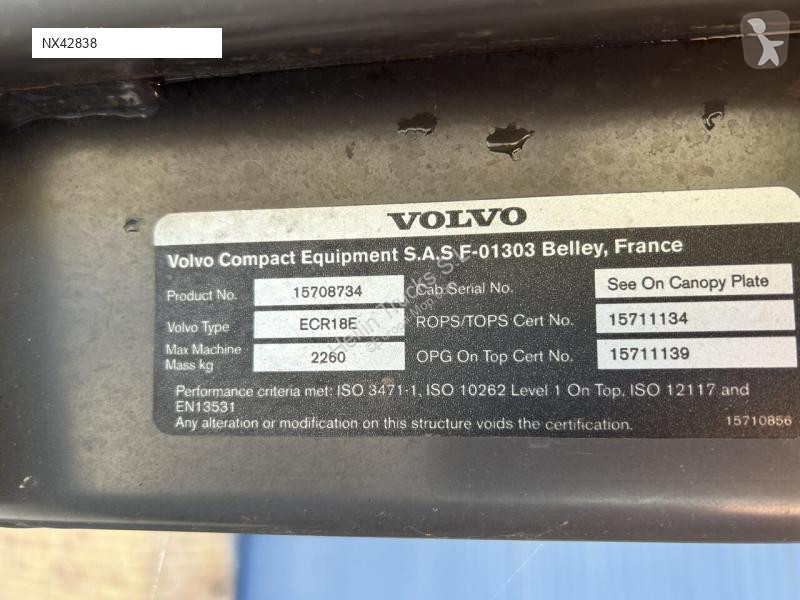 NX42838
VOLVO
Volvo Compact Equipment S.A.S F-01303 Belley, France
Product No. 15708734 Cab Serial No. See On Canopy Plate
Volvo Type ECR18E ROPS/TOPS Cert No. 15711134
Max Machine
Mass kg 2260 OPG On Top Cert No. 15711139
Performance criteria met: ISO 3471-1, ISO 10262 Level 1 On Top, ISO 12117 and
EN13531
Any alteration or modification on this structure voids the certification. 15710856